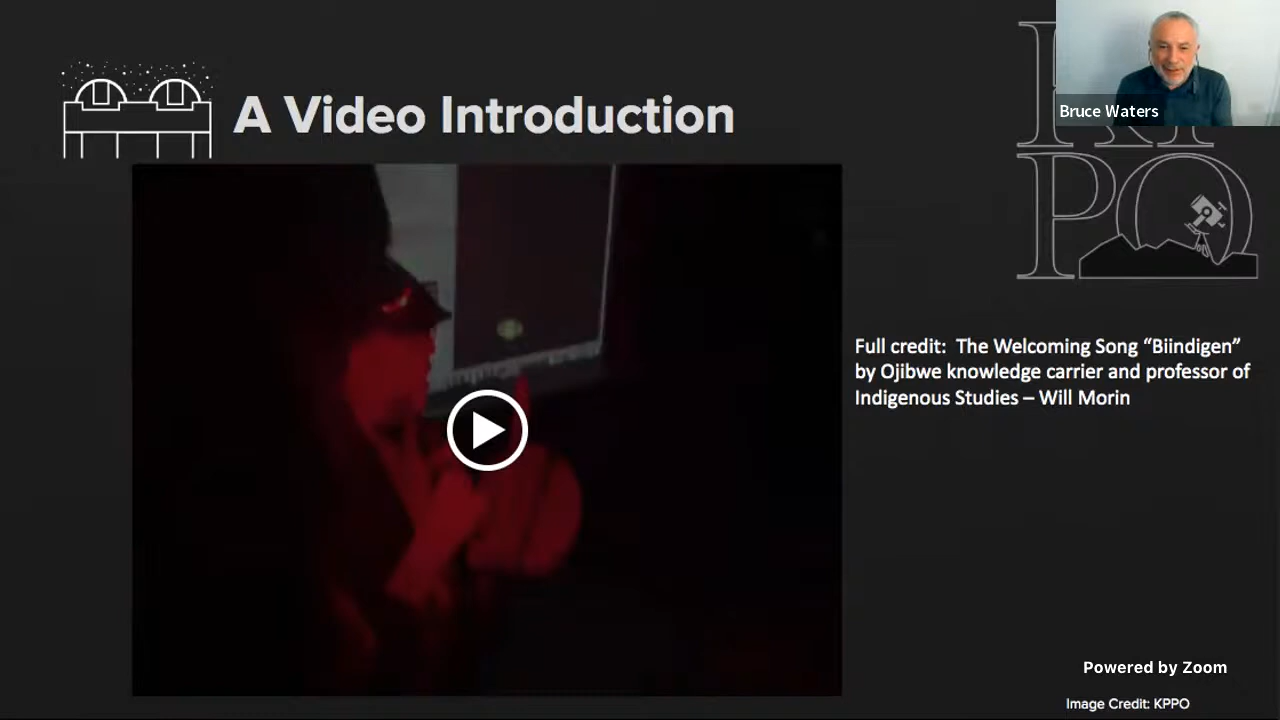 A Video Introduction
Bruce Waters
PO
Full credit:  The Welcoming Song “Biindigen”
by Ojibwe knowledge carrier and professor of
Indigenous Studies – Will Morin
Powered by Zoom
Image Credit: KPPO